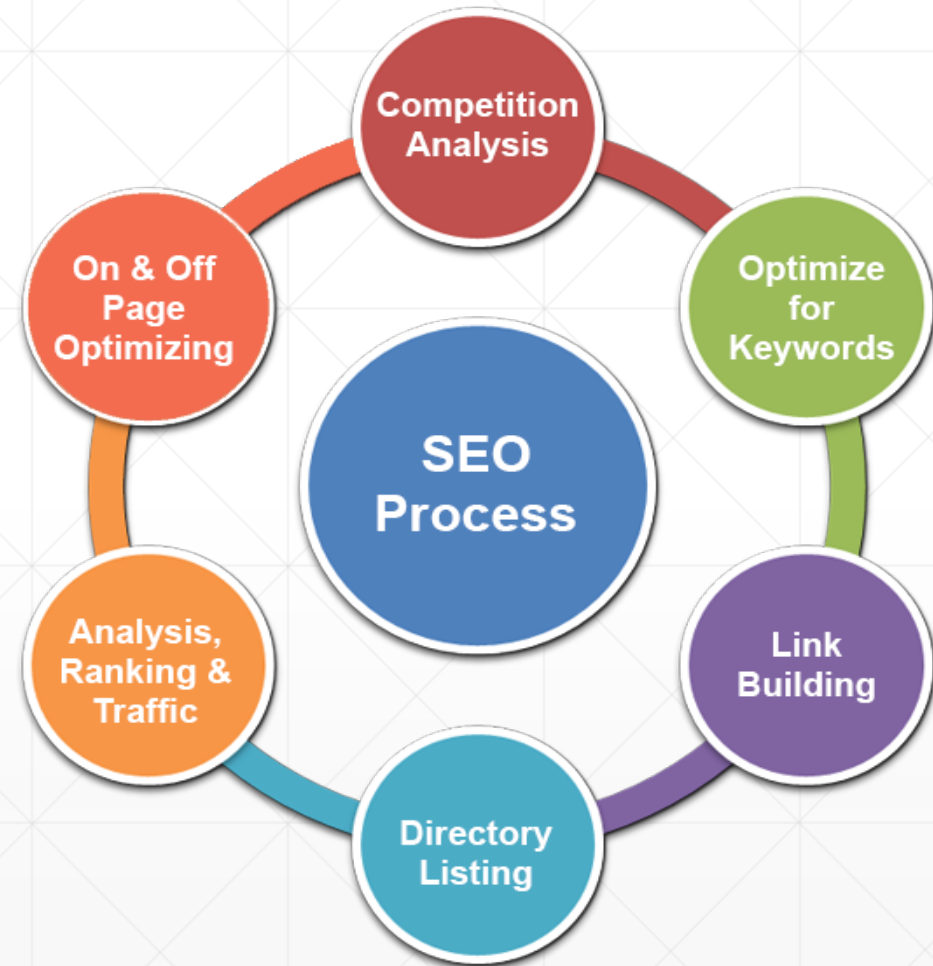 Competition
Analysis
Optimize
for
Keywords
Link
Building
Directory
Listing
Analysis,
Ranking &
Traffic
On & Off
Page
Optimizing
SEO
Process